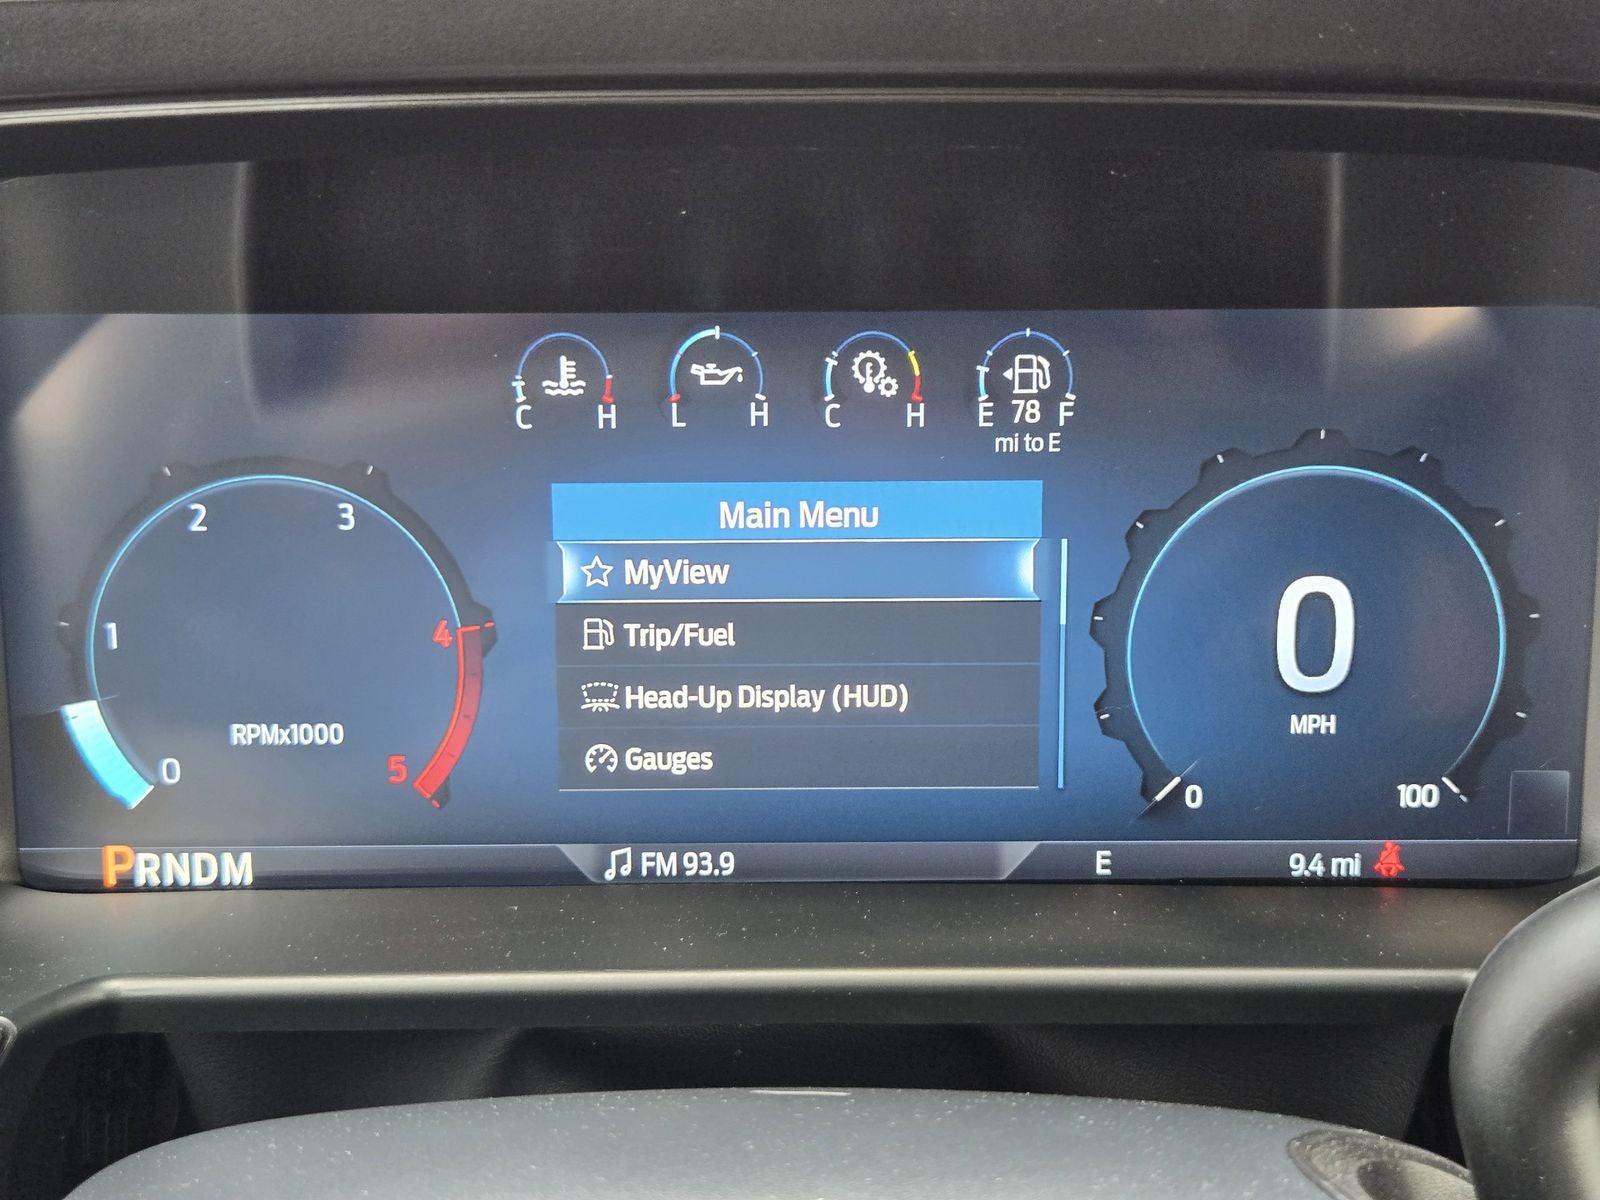 C H L H C H E 78 F
mi to E
Main Menu
MyView
Trip/Fuel
Head-Up Display (HUD)
Gauges
0 1 2 3 4 5
RPMx1000
0
MPH
0 100
PRNDM
FM 93.9
E
9.4 mi